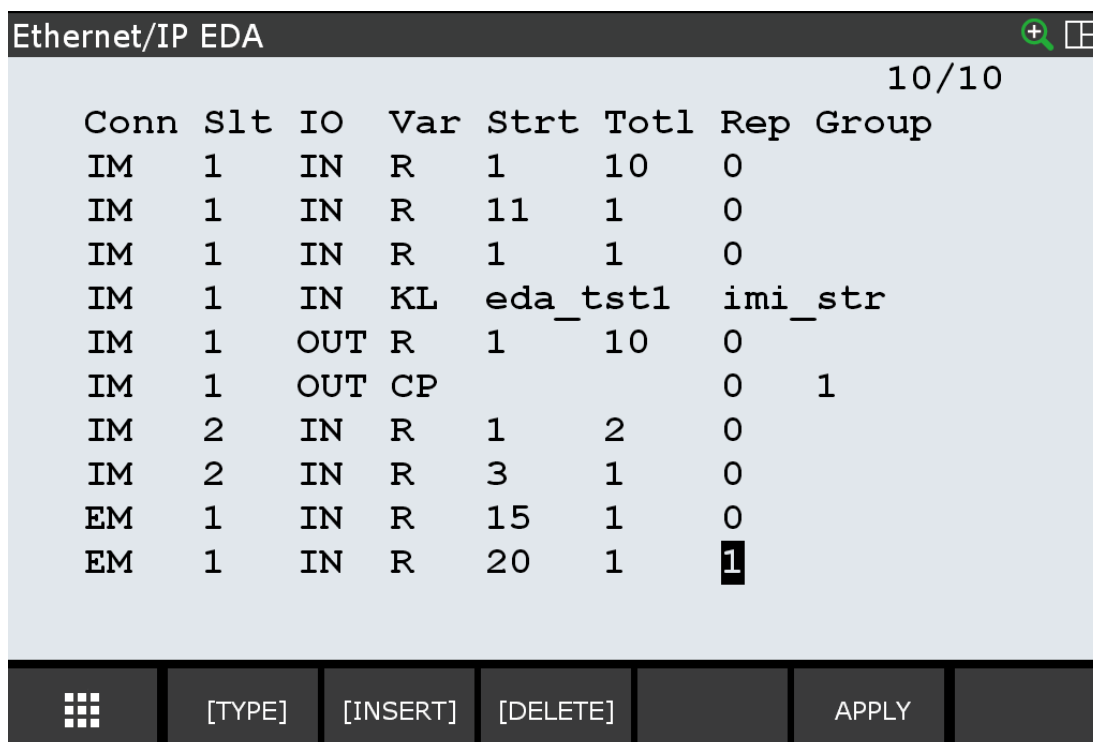 Ethernet/IP EDA
10/10
Conn Slt IO Var Strt Totl Rep Group
IM 1 IN R 1 10 0
IM 1 IN R 11 1 0
IM 1 IN R 1 1 0
IM 1 IN KL eda_tst1 imi_str
IM 1 OUT R 1 10 0
IM 1 OUT CP 0 1
IM 2 IN R 1 2 0
IM 2 IN R 3 1 0
EM 1 IN R 15 1 0
EM 1 IN R 20 1 1
[TYPE] [INSERT] [DELETE] APPLY